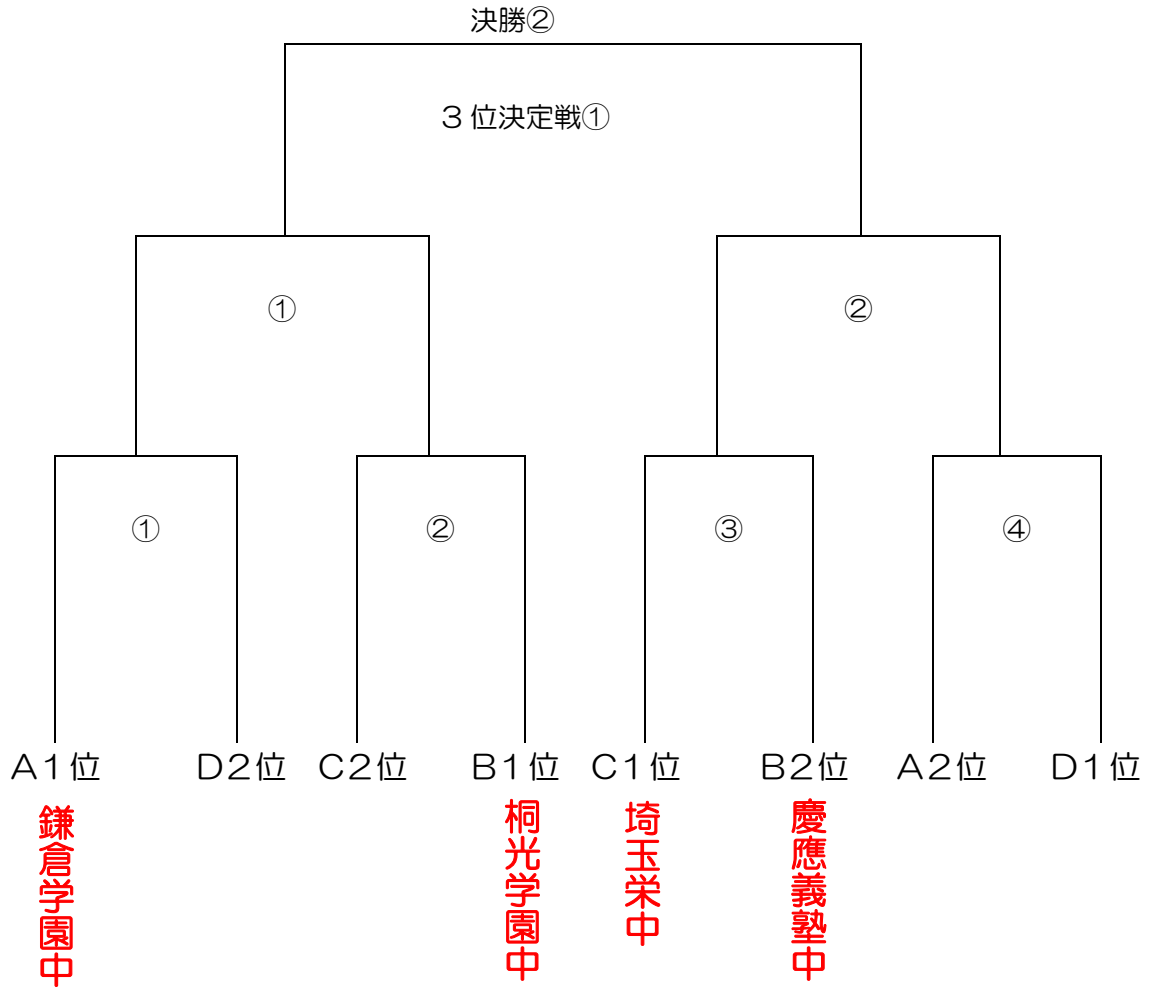 決勝②
3位決定戦①
①
②
①
②
③
④
A1位
D2位
C2位
B1位
C1位
B2位
A2位
D1位
鎌倉学園中
桐光学園中
埼玉栄中
慶應義塾中